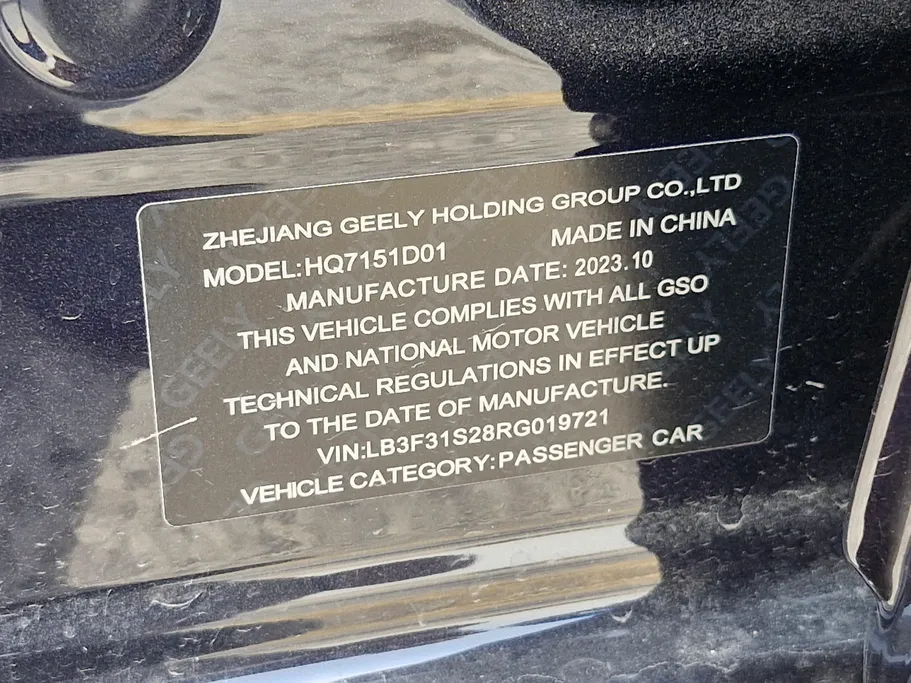 ZHEJIANG GEELY HOLDING GROUP CO.,LTD
MODEL:HQ7151D01 MADE IN CHINA
MANUFACTURE DATE: 2023.10
THIS VEHICLE COMPLIES WITH ALL GSO
AND NATIONAL MOTOR VEHICLE
TECHNICAL REGULATIONS IN EFFECT UP
TO THE DATE OF MANUFACTURE.
VIN:LB3F31S28RG019721
VEHICLE CATEGORY:PASSENGER CAR